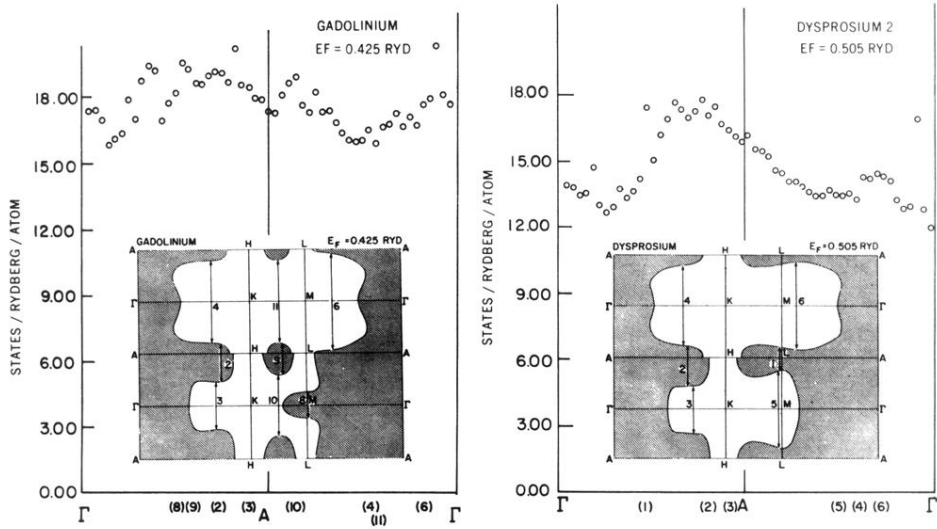 GADOLINIUM
EF = 0.425 RYD
STATES / RYDBERG / ATOM
18.00
15.00
12.00
9.00
6.00
3.00
0.00
GADOLINIUM
H
L
EF = 0.425 RYD
A
A
4
K
11
M
6
Γ
Γ
A
H
L
A
2
9
3
K
10
8
M
Γ
Γ
A
H
L
A
Γ
(8)(9)
(2)
(3)
A
(10)
(4)
(11)
(6)
Γ
DYSPROSIUM 2
EF = 0.505 RYD
STATES / RYDBERG / ATOM
18.00
15.00
12.00
9.00
6.00
3.00
0.00
DYSPROSIUM
H
L
EF = 0.505 RYD
A
A
4
K
M
6
Γ
Γ
A
H
L
A
2
1
3
K
5
M
Γ
Γ
A
H
L
A
Γ
(1)
(2)
(3)
A
(5)
(4)
(6)
Γ